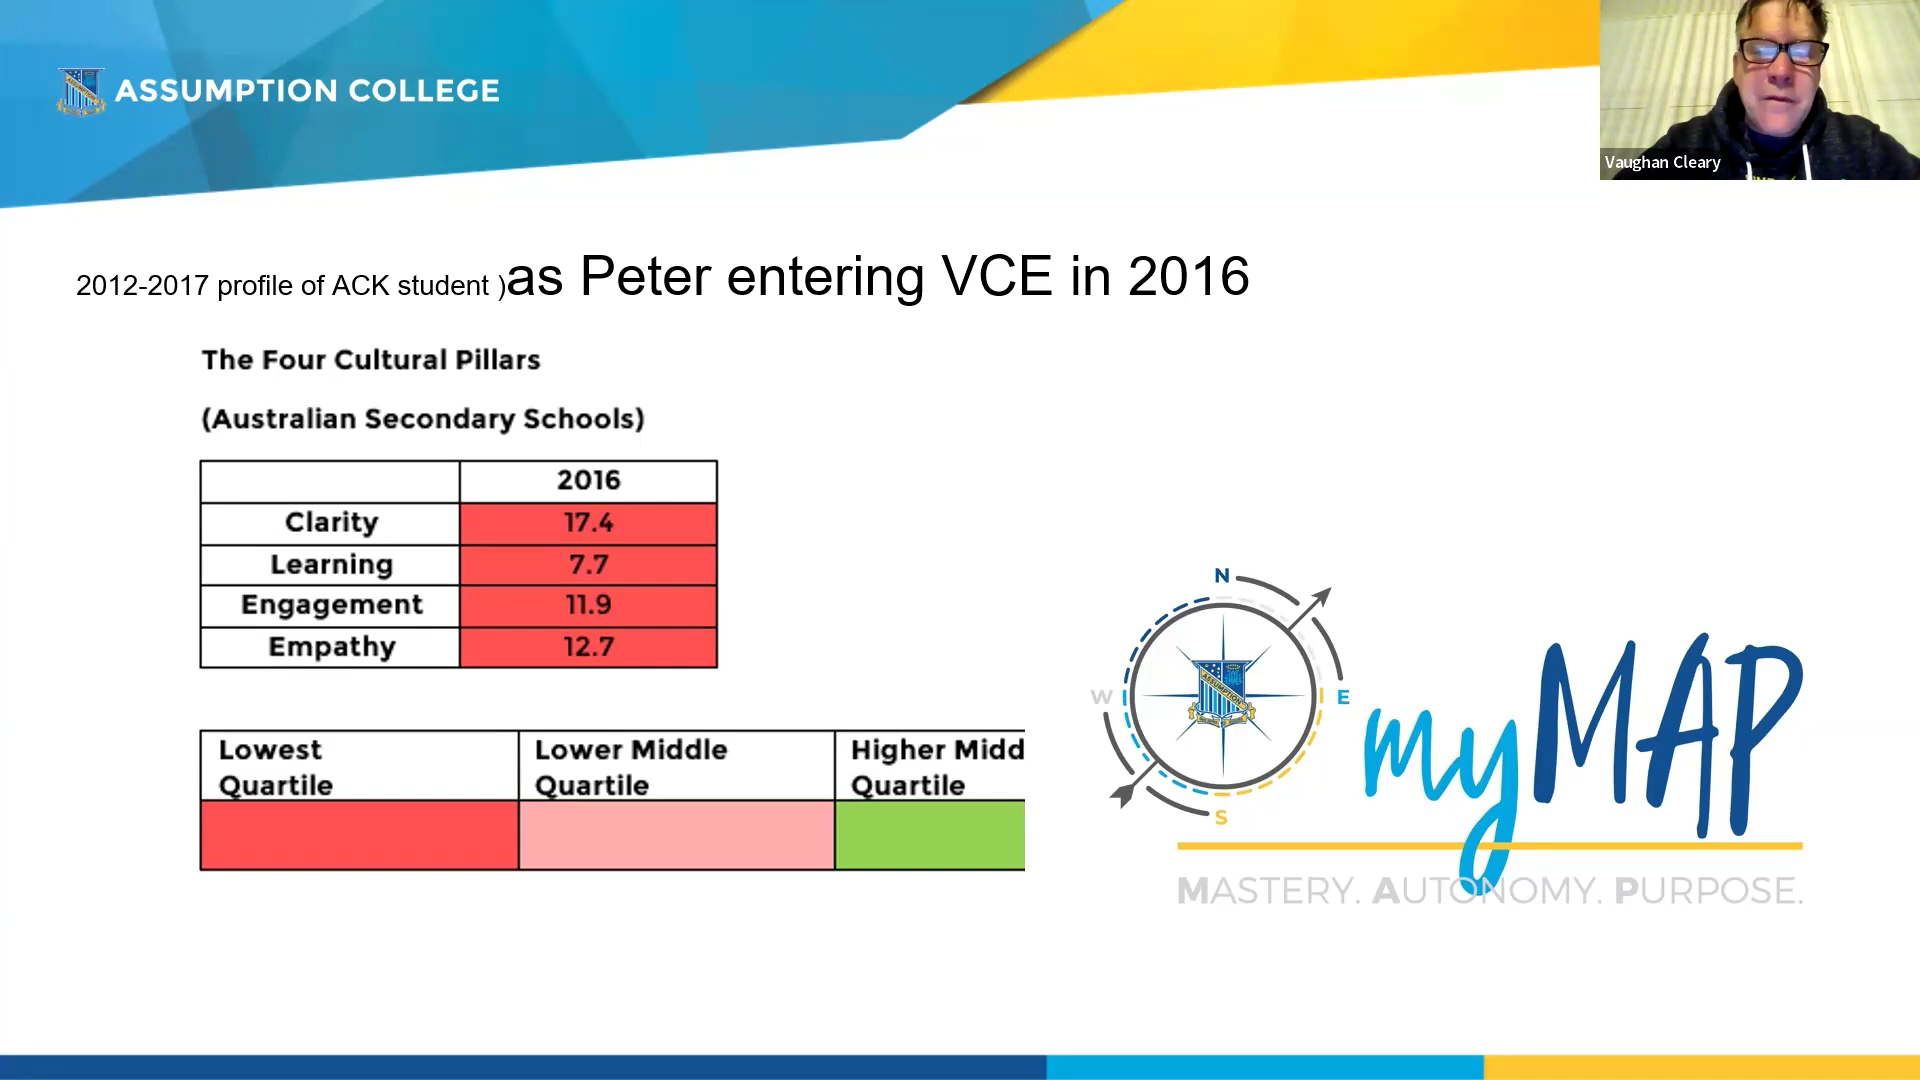 ASSUMPTION COLLEGE
Vaughan Cleary
2012-2017 profile of ACK student )as Peter entering VCE in 2016
The Four Cultural Pillars
(Australian Secondary Schools)
2016
Clarity 17.4
Learning 7.7
Engagement 11.9
Empathy 12.7
Lowest Quartile
Lower Middle Quartile
Higher Midd Quartile
N
W
E
S
ASSUMPTION
myMAP
MASTERY. AUTONOMY. PURPOSE.